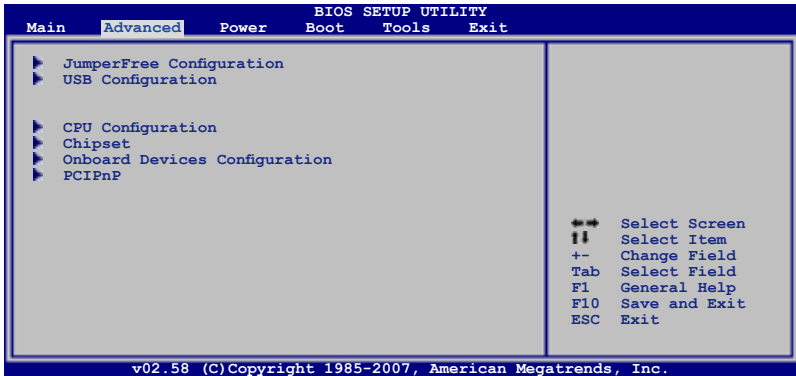 BIOS SETUP UTILITY
Main Advanced Power Boot Tools Exit
JumperFree Configuration
USB Configuration
CPU Configuration
Chipset
Onboard Devices Configuration
PCIPnP
Select Screen
Select Item
+- Change Field
Tab Select Field
F1 General Help
F10 Save and Exit
ESC Exit
v02.58 (C)Copyright 1985-2007, American Megatrends, Inc.